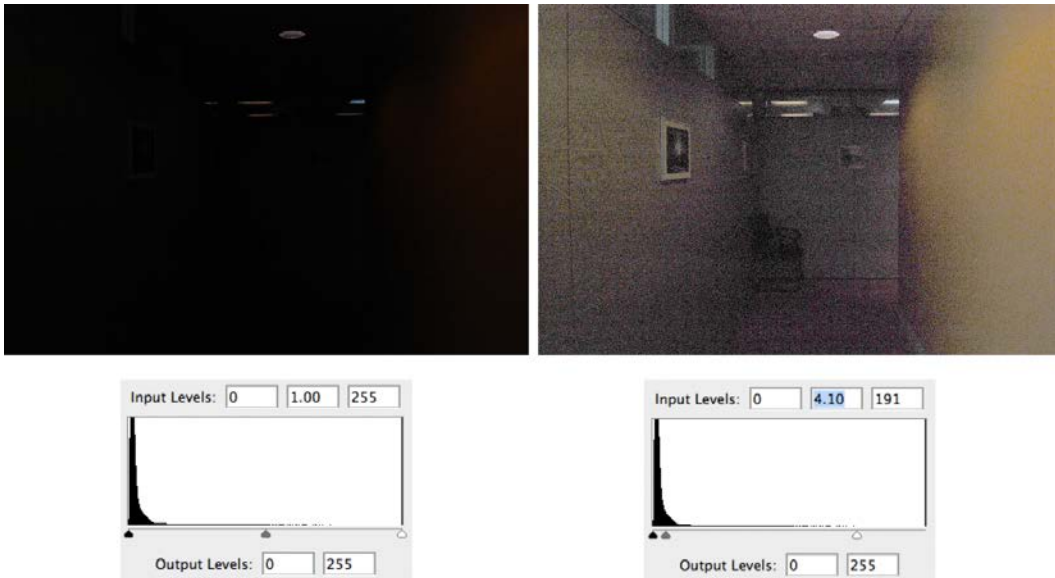 Input Levels: 0 1.00 255
Output Levels: 0 255
Input Levels: 0 4.10 191
Output Levels: 0 255